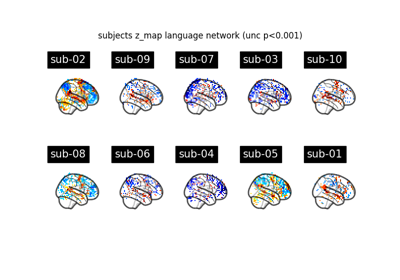 subjects z_map language network (unc p<0.001)
sub-02 sub-09 sub-07 sub-03 sub-10
sub-08 sub-06 sub-04 sub-05 sub-01